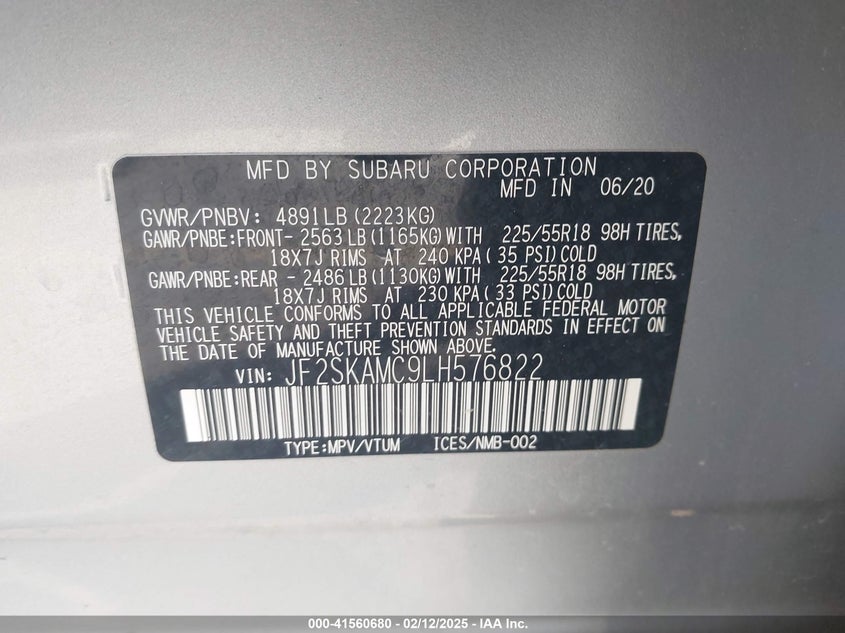 MFD BY SUBARU CORPORATION
MFD IN 06/20
GVWR/PNBV: 4891LB (2223KG)
GAWR/PNBE:FRONT- 2563 LB (1165KG) WITH 225/55R18 98H TIRES,
18X7J RIMS AT 240 KPA ( 35 PSI) COLD
GAWR/PNBE:REAR - 2486 LB (1130KG) WITH 225/55R18 98H TIRES,
18X7J RIMS AT 230 KPA ( 33 PSI) COLD
THIS VEHICLE CONFORMS TO ALL APPLICABLE FEDERAL MOTOR
VEHICLE SAFETY AND THEFT PREVENTION STANDARDS IN EFFECT ON
THE DATE OF MANUFACTURE SHOWN ABOVE.
VIN: JF2SKAMC9LH576822
TYPE:MPV/VTUM ICES/NMB-002
000-41560680 - 02/12/2025 - IAA Inc.